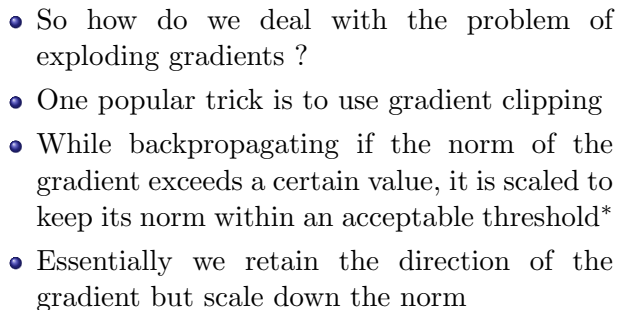 • So how do we deal with the problem of
exploding gradients ?
• One popular trick is to use gradient clipping
• While backpropagating if the norm of the
gradient exceeds a certain value, it is scaled to
keep its norm within an acceptable threshold*
• Essentially we retain the direction of the
gradient but scale down the norm